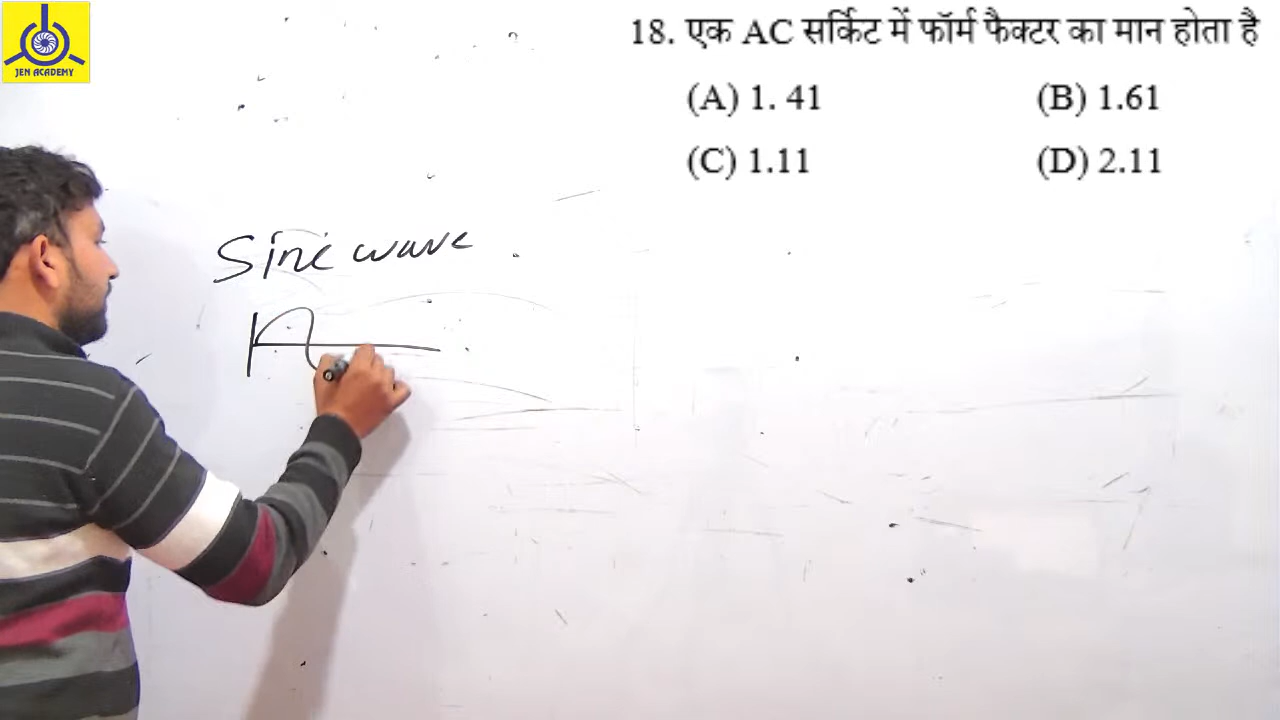 JEN ACADEMY
18. एक AC सर्किट में फॉर्म फैक्टर का मान होता है
(A) 1. 41
(B) 1.61
(C) 1.11
(D) 2.11
Sine wave